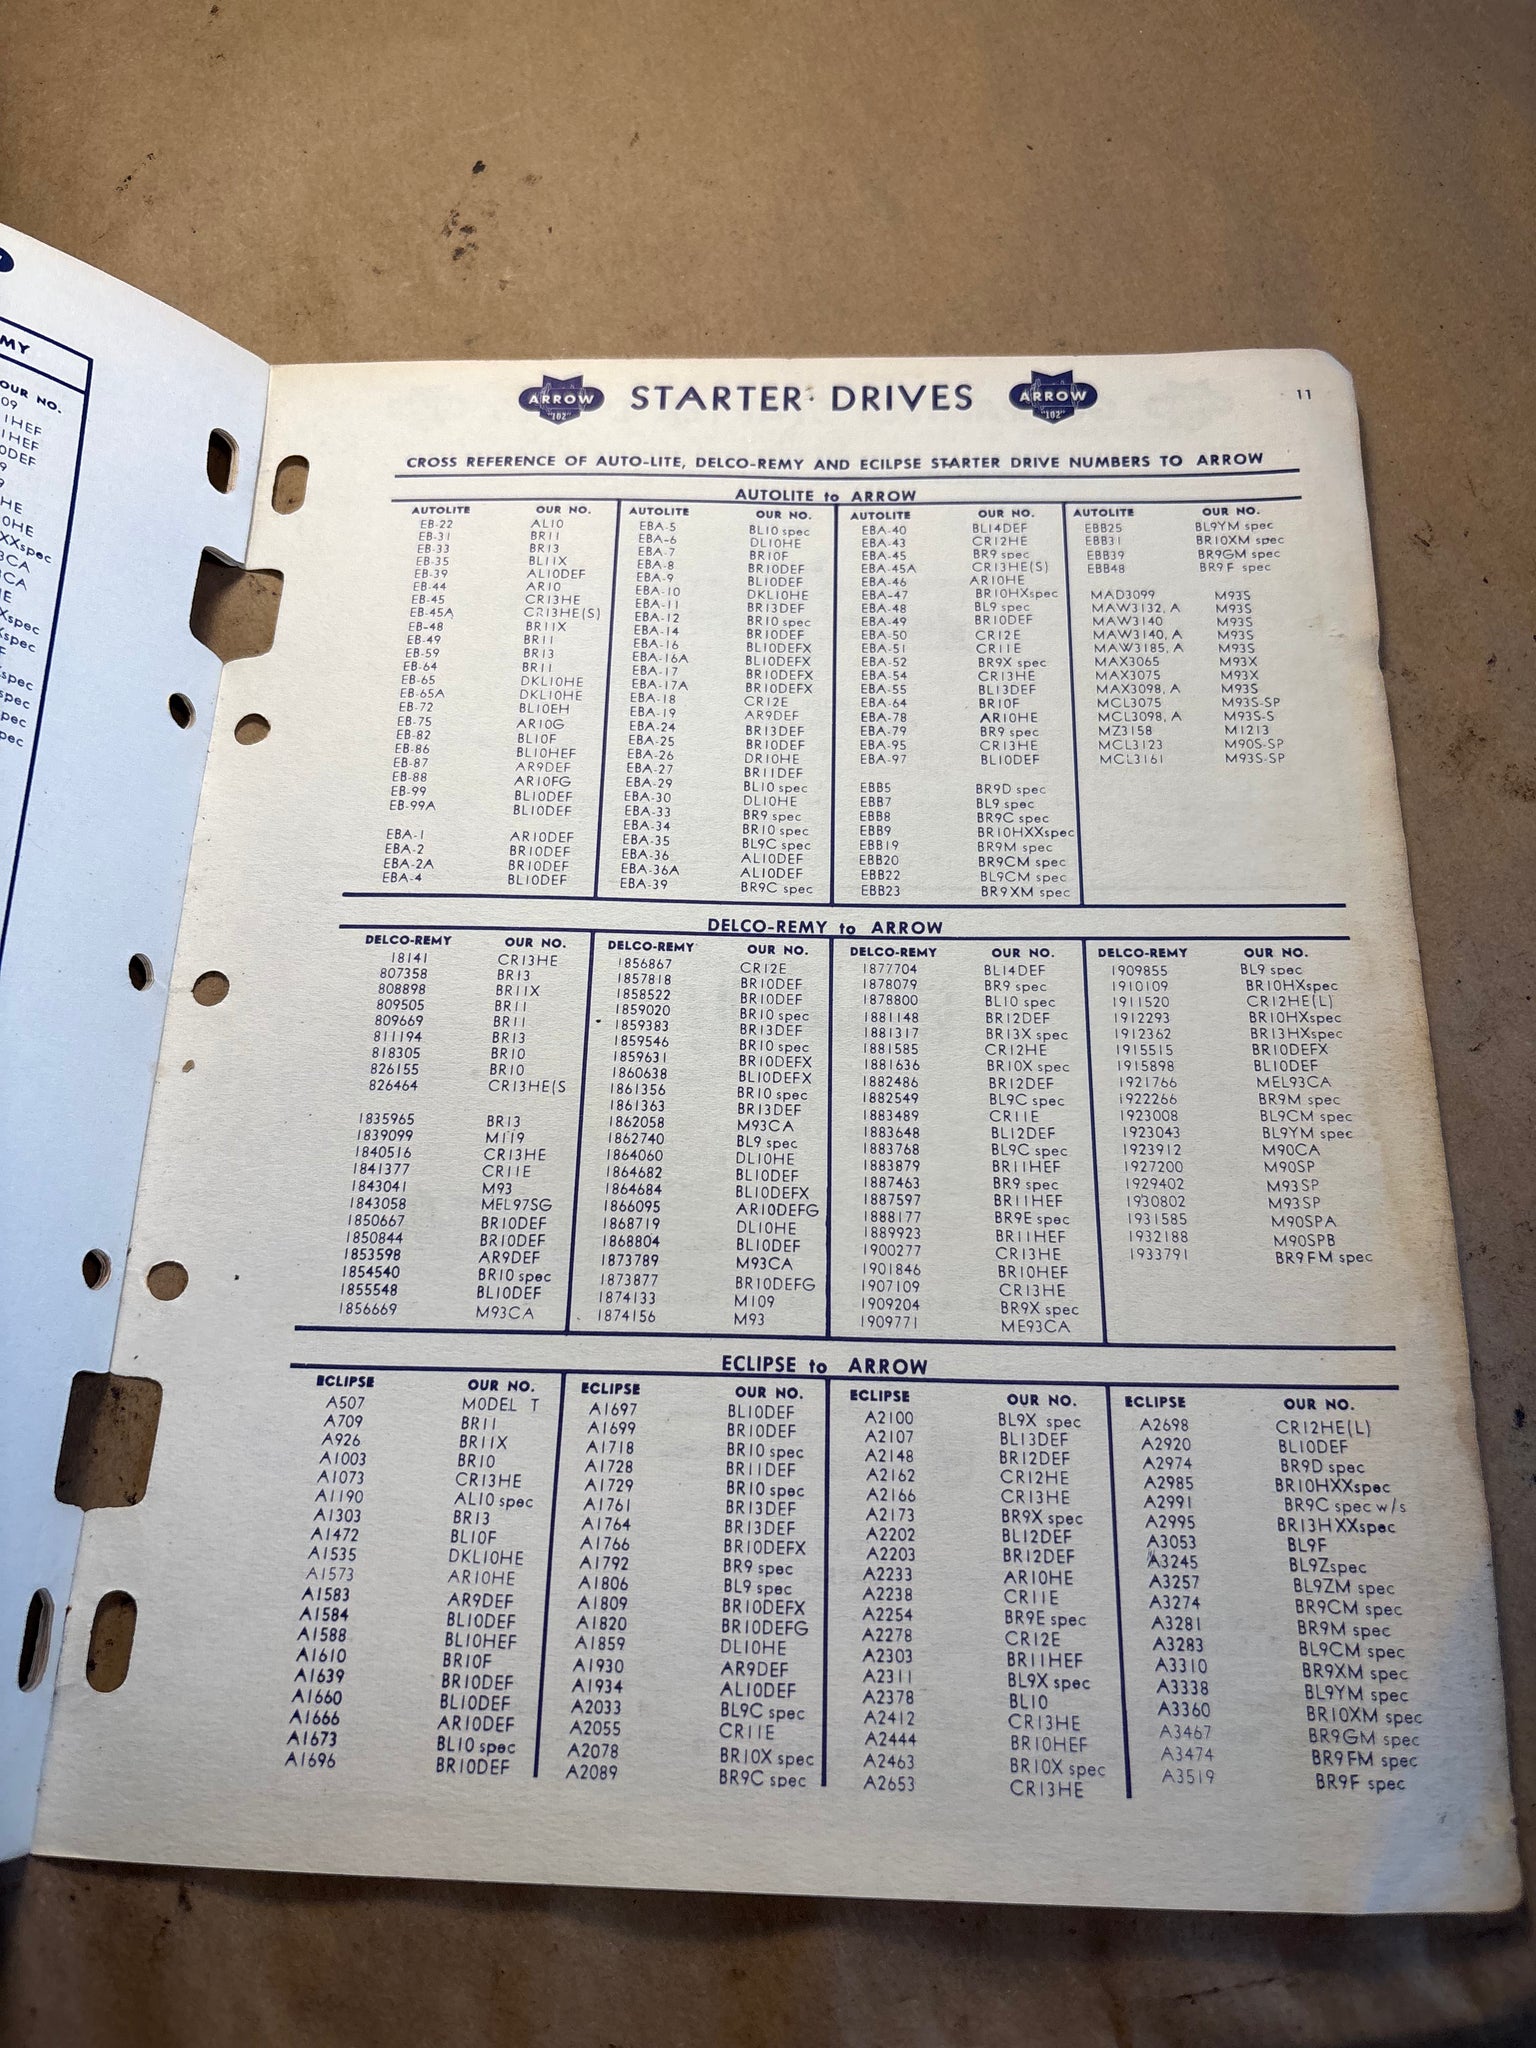 MY
OUR NO.
09
1HEF
1HEF
0DEF
9
9
HE
0HE
XXspec
3CA
CA
E
Xspec
Xspec
F
spec
spec
pec
pec
ARROW "102" STARTER DRIVES ARROW "102"
11
CROSS REFERENCE OF AUTO-LITE, DELCO-REMY AND ECILPSE STARTER DRIVE NUMBERS TO ARROW
AUTOLITE to ARROW
AUTOLITE OUR NO.
EB-22 AL10
EB-31 BR11
EB-33 BR13
EB-35 BL11X
EB-39 AL10DEF
EB-44 AR10
EB-45 CR13HE
EB-45A CR13HE(S)
EB-48 BR11X
EB-49 BR11
EB-59 BR13
EB-64 BR11
EB-65 DKL10HE
EB-65A DKL10HE
EB-72 BL10EH
EB-75 AR10G
EB-82 BL10F
EB-86 BL10HEF
EB-87 AR9DEF
EB-88 AR10FG
EB-99 BL10DEF
EB-99A BL10DEF
EBA-1 AR10DEF
EBA-2 BR10DEF
EBA-2A BR10DEF
EBA-4 BL10DEF
AUTOLITE OUR NO.
EBA-5 BL10 spec
EBA-6 DL10HE
EBA-7 BR10F
EBA-8 BR10DEF
EBA-9 BL10DEF
EBA-10 DKL10HE
EBA-11 BR13DEF
EBA-12 BR10 spec
EBA-14 BR10DEF
EBA-16 BL10DEFX
EBA-16A BL10DEFX
EBA-17 BR10DEFX
EBA-17A BR10DEFX
EBA-18 CR12E
EBA-19 AR9DEF
EBA-24 BR13DEF
EBA-25 BR10DEF
EBA-26 DR10HE
EBA-27 BR11DEF
EBA-29 BL10 spec
EBA-30 DL10HE
EBA-33 BR9 spec
EBA-34 BR10 spec
EBA-35 BL9C spec
EBA-36 AL10DEF
EBA-36A AL10DEF
EBA-39 BR9C spec
AUTOLITE OUR NO.
EBA-40 BL14DEF
EBA-43 CR12HE
EBA-45 BR9 spec
EBA-45A CR13HE(S)
EBA-46 AR10HE
EBA-47 BR10HXspec
EBA-48 BL9 spec
EBA-49 BR10DEF
EBA-50 CR12E
EBA-51 CR11E
EBA-52 BR9X spec
EBA-54 CR13HE
EBA-55 BL13DEF
EBA-64 BR10F
EBA-78 AR10HE
EBA-79 BR9 spec
EBA-95 CR13HE
EBA-97 BL10DEF
EBB5 BR9D spec
EBB7 BL9 spec
EBB8 BR9C spec
EBB9 BR10HXXspec
EBB19 BR9M spec
EBB20 BR9CM spec
EBB22 BL9CM spec
EBB23 BR9XM spec
AUTOLITE OUR NO.
EBB25 BL9YM spec
EBB31 BR10XM spec
EBB39 BR9GM spec
EBB48 BR9F spec
MAD3099 M93S
MAW3132, A M93S
MAW3140 M93S
MAW3140, A M93S
MAW3185, A M93S
MAX3065 M93X
MAX3075 M93X
MAX3098, A M93S
MCL3075 M93S-SP
MCL3098, A M93S-S
MZ3158 M1213
MCL3123 M90S-SP
MCL3161 M93S-SP
DELCO-REMY to ARROW
DELCO-REMY OUR NO.
18141 CR13HE
807358 BR13
808898 BR11X
809505 BR11
809669 BR11
811194 BR13
818305 BR10
826155 BR10
826464 CR13HE(S
1835965 BR13
1839099 M119
1840516 CR13HE
1841377 CR11E
1843041 M93
1843058 MEL97SG
1850667 BR10DEF
1850844 BR10DEF
1853598 AR9DEF
1854540 BR10 spec
1855548 BL10DEF
1856669 M93CA
DELCO-REMY OUR NO.
1856867 CR12E
1857818 BR10DEF
1858522 BR10DEF
1859020 BR10 spec
1859383 BR13DEF
1859546 BR10 spec
1859631 BR10DEFX
1860638 BL10DEFX
1861356 BR10 spec
1861363 BR13DEF
1862058 M93CA
1862740 BL9 spec
1864060 DL10HE
1864682 BL10DEF
1864684 BL10DEFX
1866095 AR10DEFG
1868719 DL10HE
1868804 BL10DEF
1873789 M93CA
1873877 BR10DEFG
1874133 M109
1874156 M93
DELCO-REMY OUR NO.
1877704 BL14DEF
1878079 BR9 spec
1878800 BL10 spec
1881148 BR12DEF
1881317 BR13X spec
1881585 CR12HE
1881636 BR10X spec
1882486 BR12DEF
1882549 BL9C spec
1883489 CR11E
1883648 BL12DEF
1883768 BL9C spec
1883879 BR11HEF
1887463 BR9 spec
1887597 BR11HEF
1888177 BR9E spec
1889923 BR11HEF
1900277 CR13HE
1901846 BR10HEF
1907109 CR13HE
1909204 BR9X spec
1909771 ME93CA
DELCO-REMY OUR NO.
1909855 BL9 spec
1910109 BR10HXspec
1911520 CR12HE(L)
1912293 BR10HXspec
1912362 BR13HXspec
1915515 BR10DEFX
1915898 BL10DEF
1921766 MEL93CA
1922266 BR9M spec
1923008 BL9CM spec
1923043 BL9YM spec
1923912 M90CA
1927200 M90SP
1929402 M93SP
1930802 M93SP
1931585 M90SPA
1932188 M90SPB
1933791 BR9FM spec
ECLIPSE to ARROW
ECLIPSE OUR NO.
A507 MODEL T
A709 BR11
A926 BR11X
A1003 BR10
A1073 CR13HE
A1190 AL10 spec
A1303 BR13
A1472 BL10F
A1535 DKL10HE
A1573 AR10HE
A1583 AR9DEF
A1584 BL10DEF
A1588 BL10HEF
A1610 BR10F
A1639 BR10DEF
A1660 BL10DEF
A1666 AR10DEF
A1673 BL10 spec
A1696 BR10DEF
ECLIPSE OUR NO.
A1697 BL10DEF
A1699 BR10DEF
A1718 BR10 spec
A1728 BR11DEF
A1729 BR10 spec
A1761 BR13DEF
A1764 BR13DEF
A1766 BR10DEFX
A1792 BR9 spec
A1806 BL9 spec
A1809 BR10DEFX
A1820 BR10DEFG
A1859 DL10HE
A1930 AR9DEF
A1934 AL10DEF
A2033 BL9C spec
A2055 CR11E
A2078 BR10X spec
A2089 BR9C spec
ECLIPSE OUR NO.
A2100 BL9X spec
A2107 BL13DEF
A2148 BR12DEF
A2162 CR12HE
A2166 CR13HE
A2173 BR9X spec
A2202 BL12DEF
A2203 BR12DEF
A2233 AR10HE
A2238 CR11E
A2254 BR9E spec
A2278 CR12E
A2303 BR11HEF
A2311 BL9X spec
A2378 BL10
A2412 CR13HE
A2444 BR10HEF
A2463 BR10X spec
A2653 CR13HE
ECLIPSE OUR NO.
A2698 CR12HE(L)
A2920 BL10DEF
A2974 BR9D spec
A2985 BR10HXXspec
A2991 BR9C spec w/s
A2995 BR13HXXspec
A3053 BL9F
A3245 BL9Zspec
A3257 BL9ZM spec
A3274 BR9CM spec
A3281 BR9M spec
A3283 BL9CM spec
A3310 BR9XM spec
A3338 BL9YM spec
A3360 BR10XM spec
A3467 BR9GM spec
A3474 BR9FM spec
A3519 BR9F spec